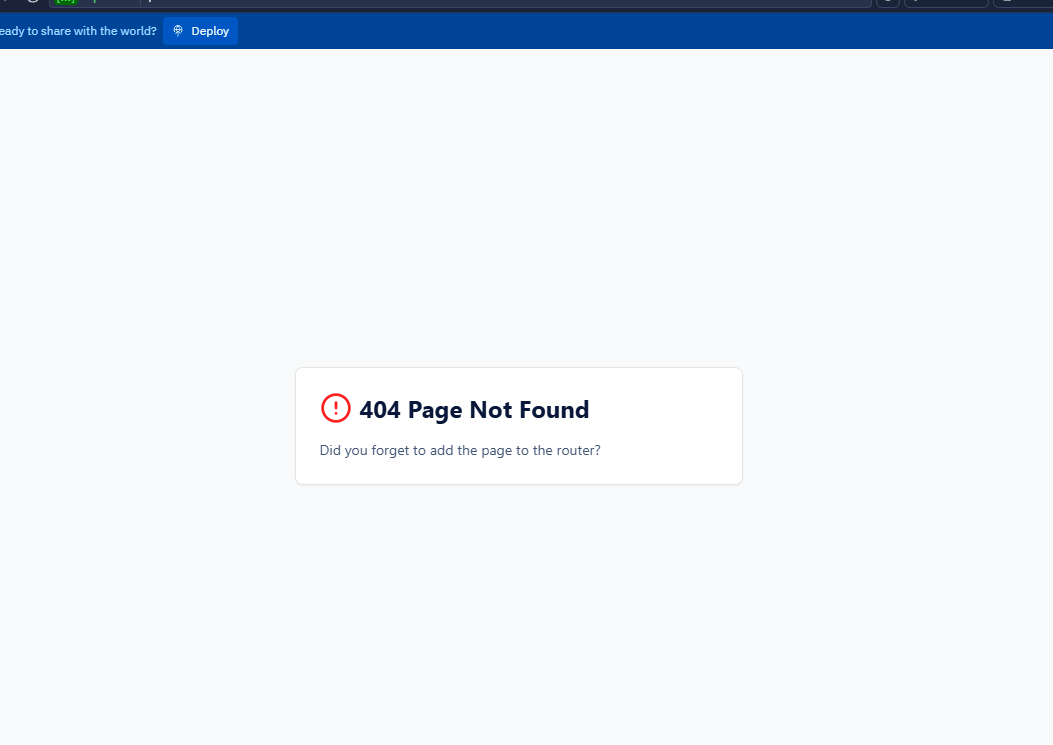 eady to share with the world?
Deploy
404 Page Not Found
Did you forget to add the page to the router?